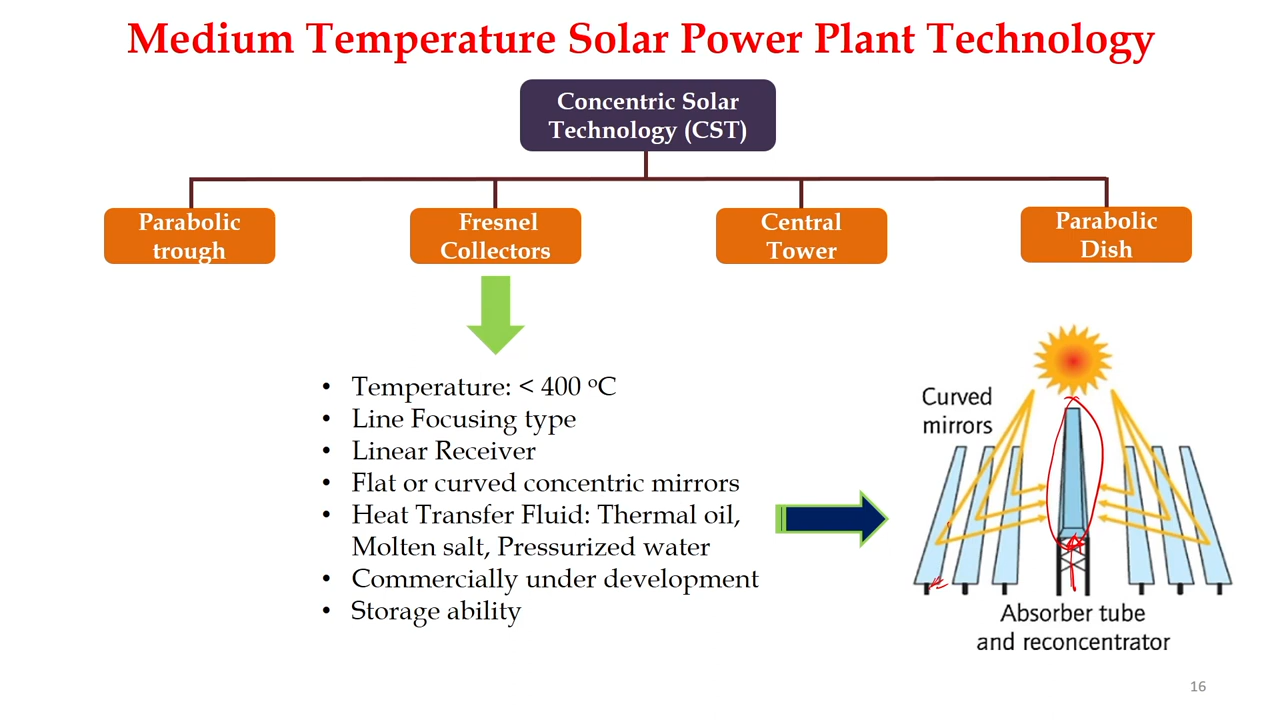 Medium Temperature Solar Power Plant Technology
Concentric Solar
Technology (CST)
Parabolic
trough
Fresnel
Collectors
Central
Tower
Parabolic
Dish
• Temperature: < 400 ᵒC
• Line Focusing type
• Linear Receiver
• Flat or curved concentric mirrors
• Heat Transfer Fluid: Thermal oil,
Molten salt, Pressurized water
• Commercially under development
• Storage ability
Curved
mirrors
Absorber tube
and reconcentrator
16